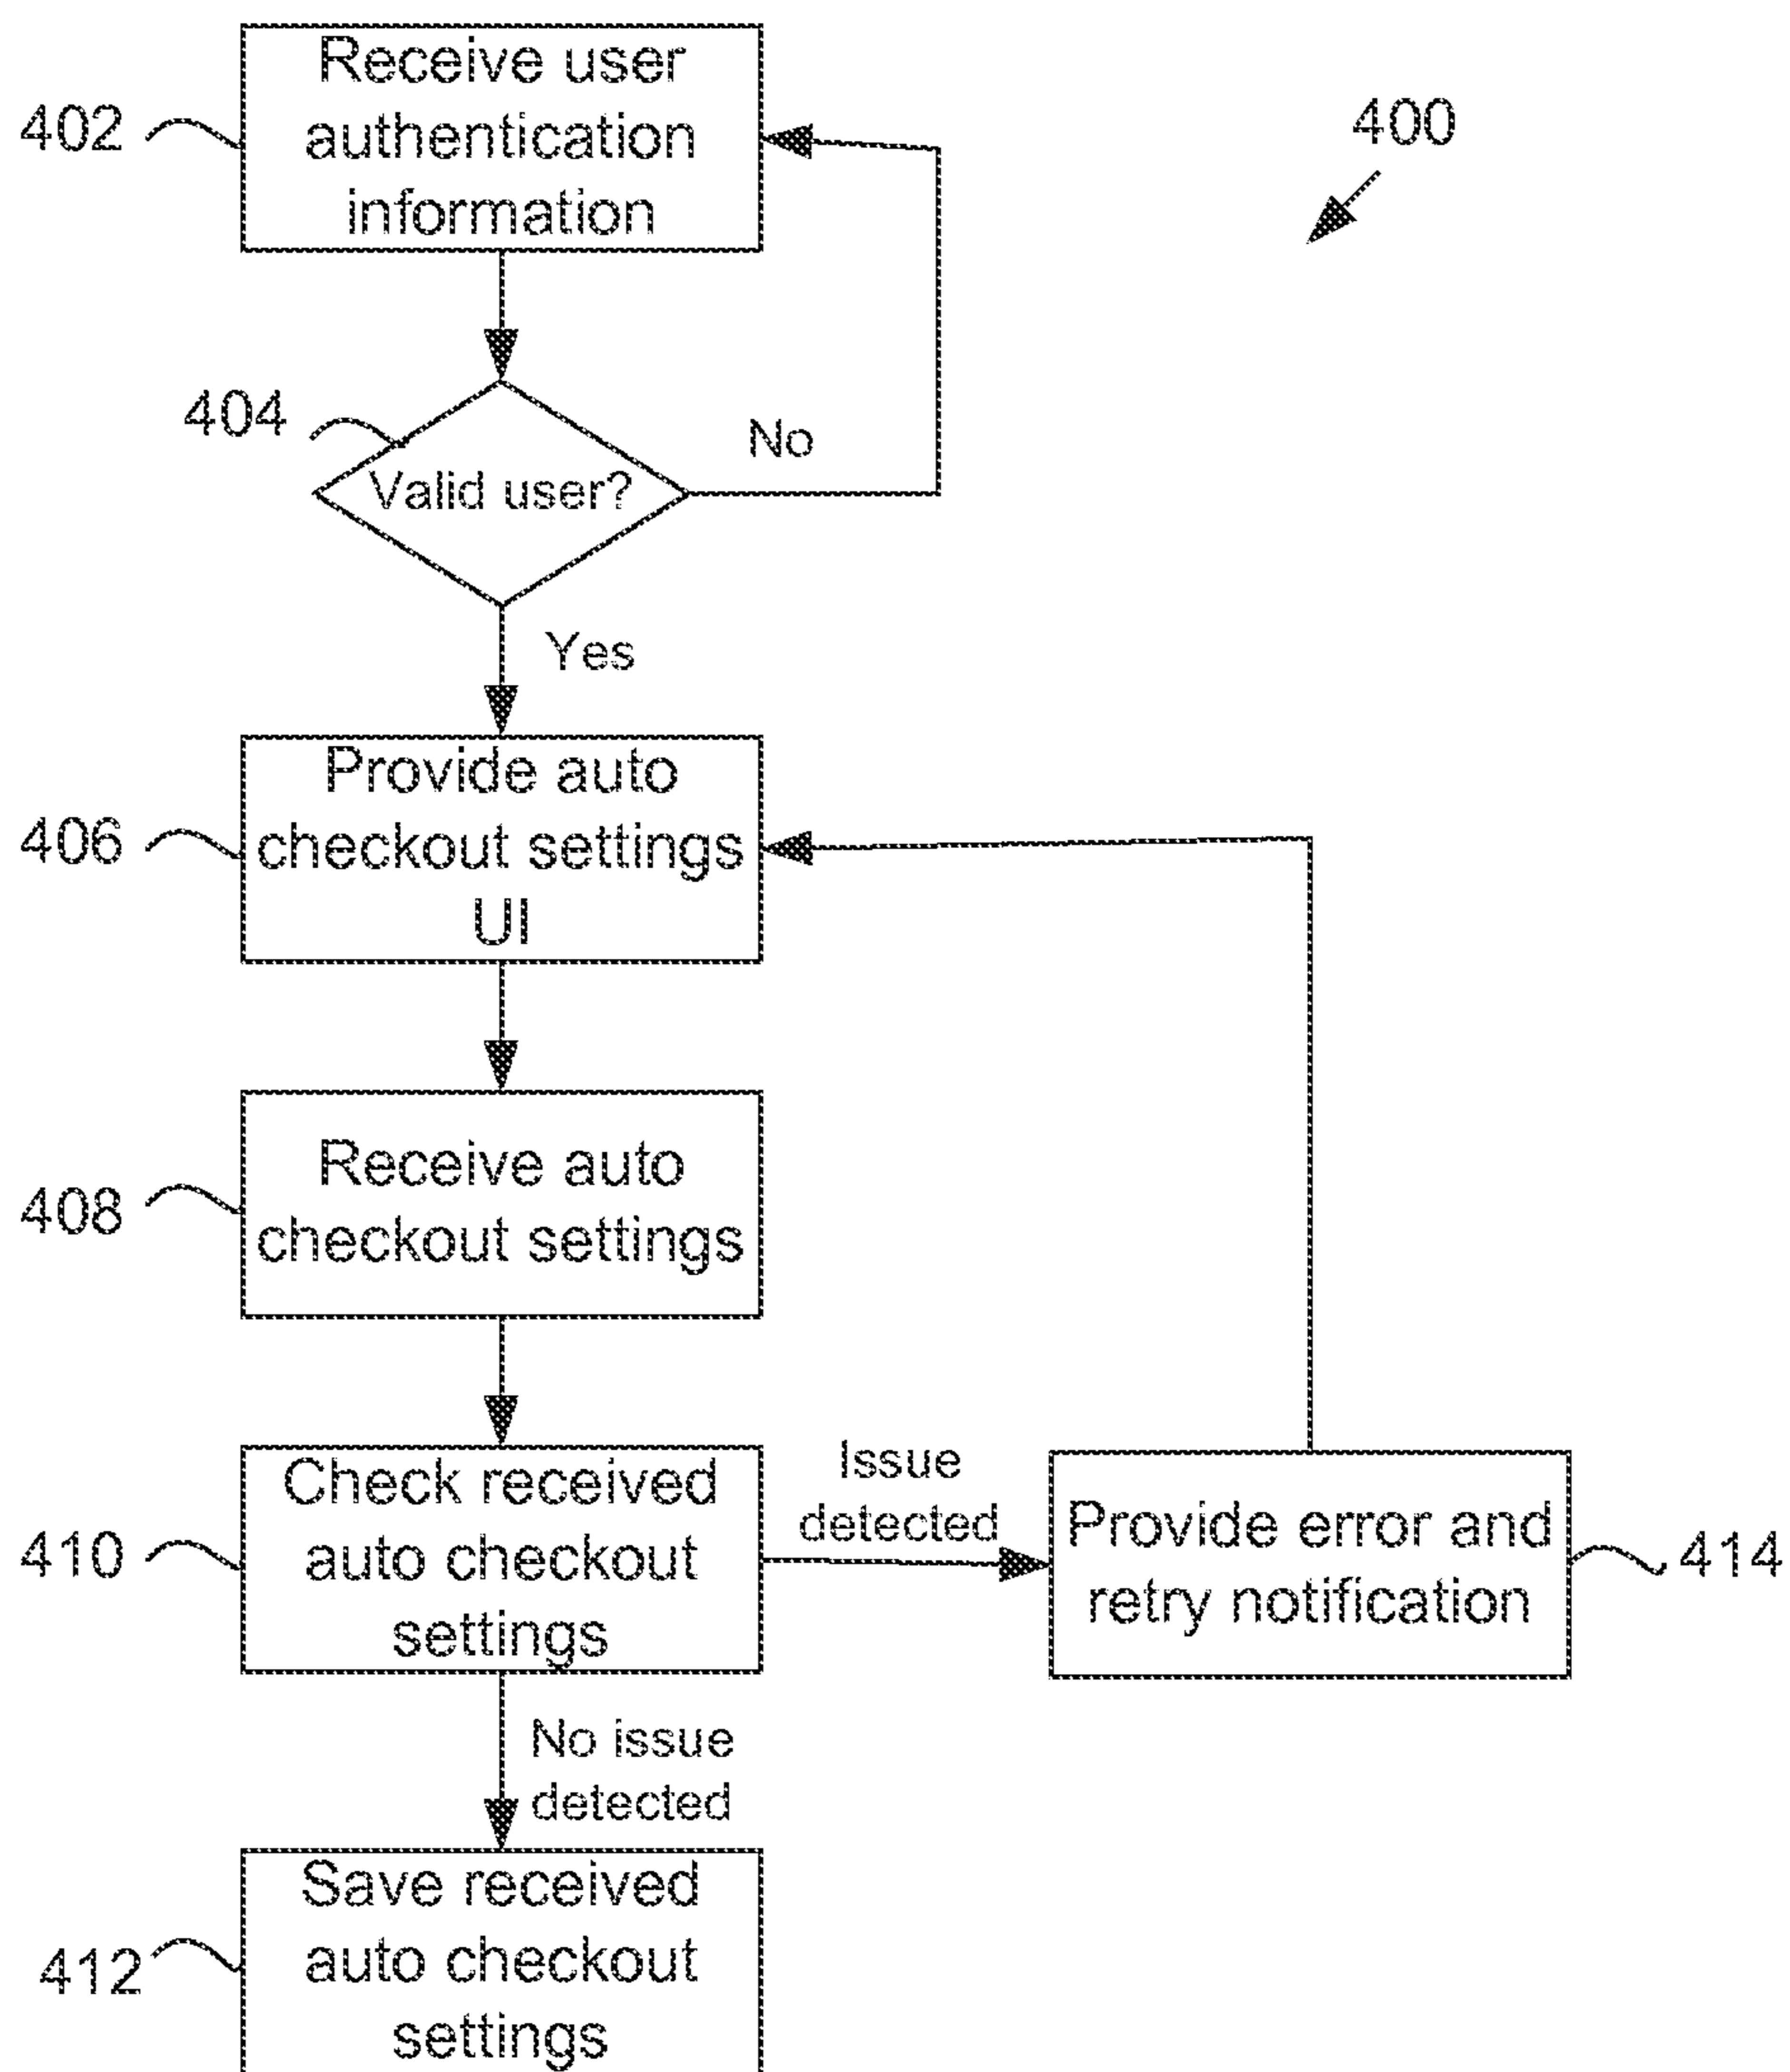 Receive user
authentication
information
402
400
404
Valid user?
No
Yes
Provide auto
checkout settings
UI
406
Receive auto
checkout settings
408
Check received
auto checkout
settings
410
Issue
detected
Provide error and
retry notification
414
No issue
detected
Save received
auto checkout
settings
412